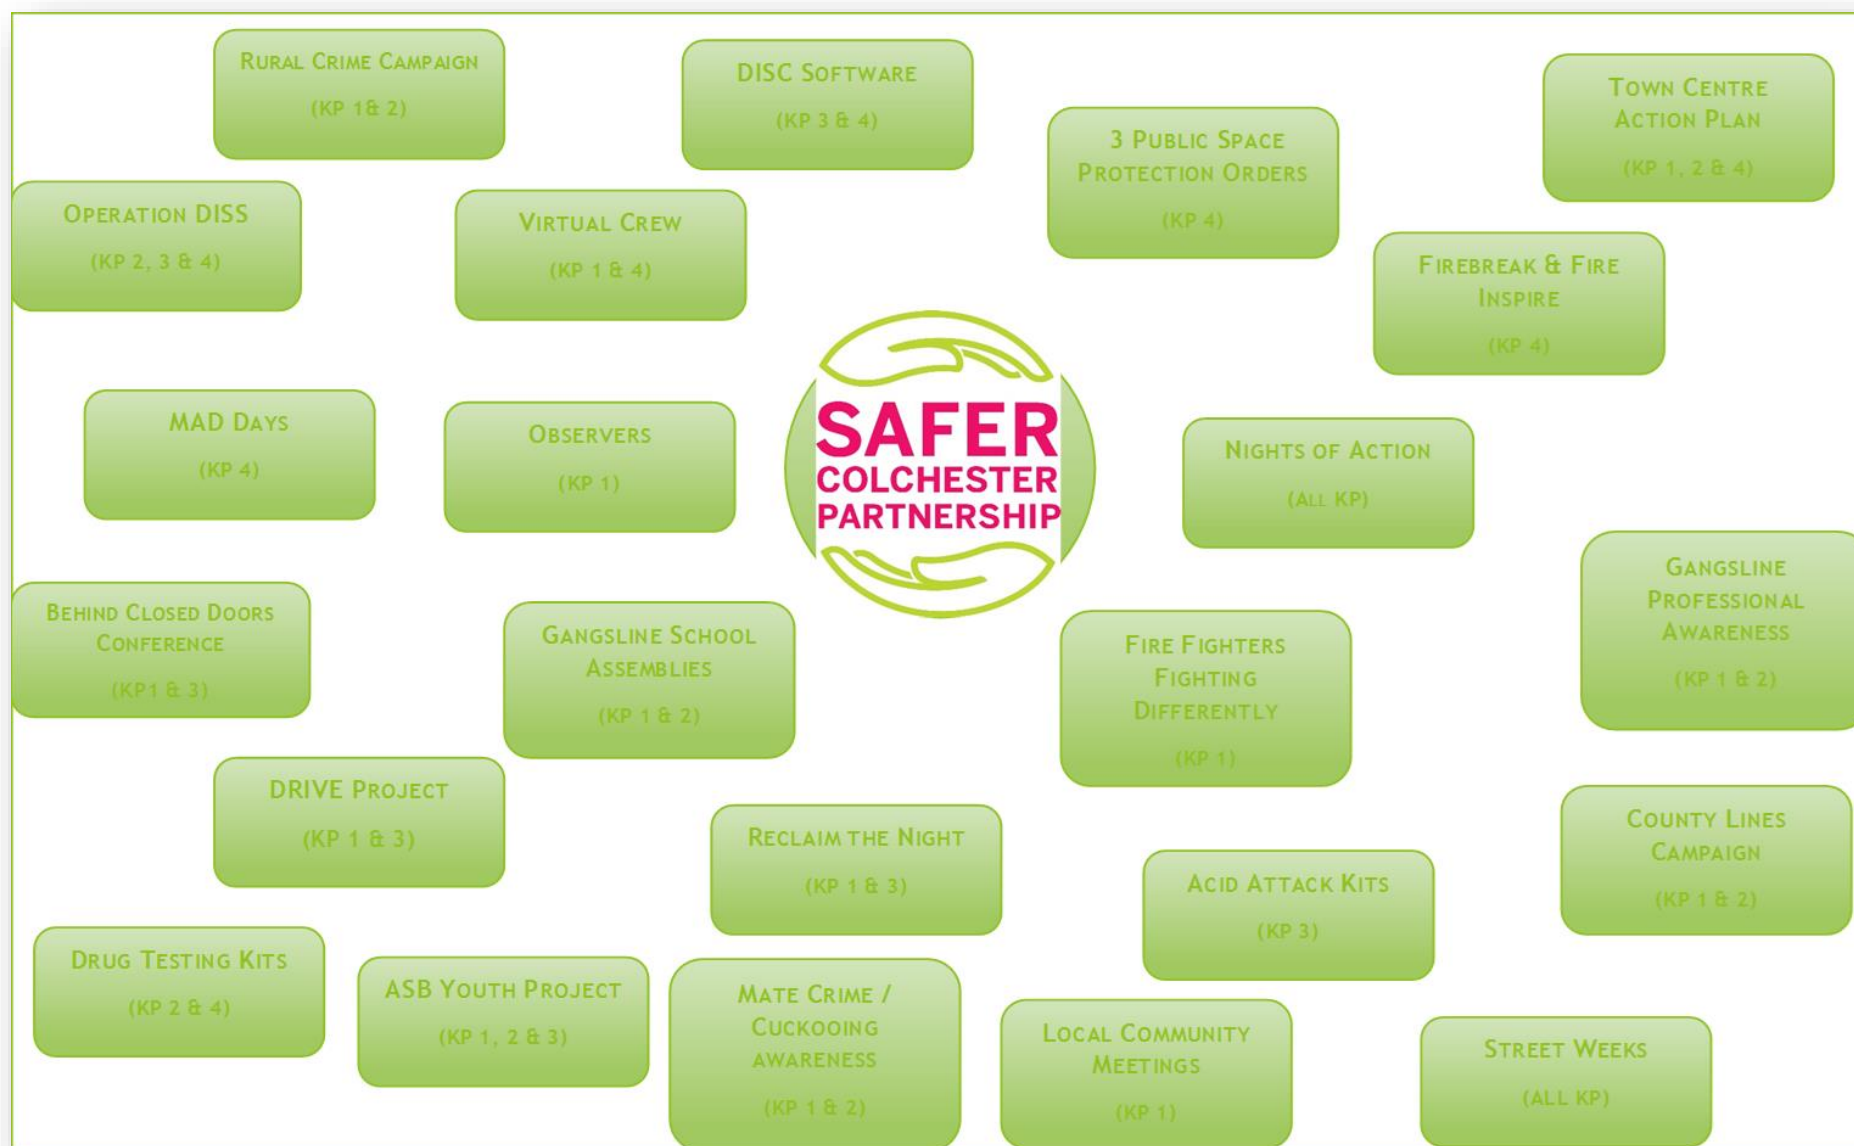 RURAL CRIME CAMPAIGN
(KP 1& 2)
DISC SOFTWARE
(KP 3 & 4)
TOWN CENTRE
ACTION PLAN
(KP 1, 2 & 4)
3 PUBLIC SPACE
PROTECTION ORDERS
(KP 4)
OPERATION DISS
(KP 2, 3 & 4)
VIRTUAL CREW
(KP 1 & 4)
FIREBREAK & FIRE
INSPIRE
(KP 4)
MAD DAYS
(KP 4)
OBSERVERS
(KP 1)
SAFER
COLCHESTER
PARTNERSHIP
NIGHTS OF ACTION
(ALL KP)
GANGSLINE
PROFESSIONAL
AWARENESS
(KP 1 & 2)
BEHIND CLOSED DOORS
CONFERENCE
(KP1 & 3)
GANGSLINE SCHOOL
ASSEMBLIES
(KP 1 & 2)
FIRE FIGHTERS
FIGHTING
DIFFERENTLY
(KP 1)
DRIVE PROJECT
(KP 1 & 3)
RECLAIM THE NIGHT
(KP 1 & 3)
ACID ATTACK KITS
(KP 3)
COUNTY LINES
CAMPAIGN
(KP 1 & 2)
DRUG TESTING KITS
(KP 2 & 4)
ASB YOUTH PROJECT
(KP 1, 2 & 3)
MATE CRIME /
CUCKOOING
AWARENESS
(KP 1 & 2)
LOCAL COMMUNITY
MEETINGS
(KP 1)
STREET WEEKS
(ALL KP)